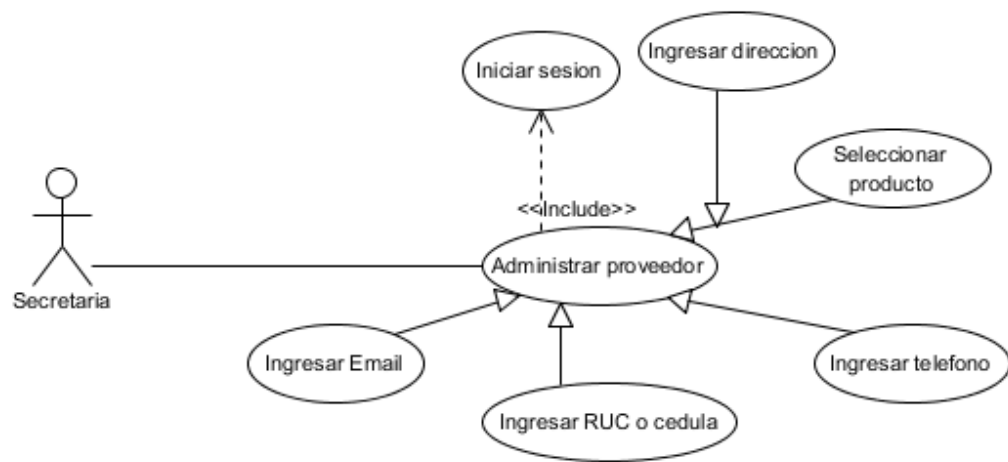 Ingresar direccion
Iniciar sesion
Seleccionar
producto
<<Include>>
Administrar proveedor
Secretaria
Ingresar Email
Ingresar telefono
Ingresar RUC o cedula